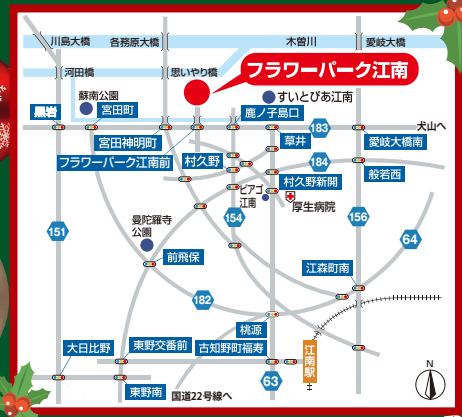 川島大橋
各務原大橋
木曽川
愛岐大橋
河田橋
思いやり橋
フラワーパーク江南
蘇南公園
すいとぴあ江南
黒岩
宮田町
鹿ノ子島口
183
犬山へ
宮田神明町
草井
愛岐大橋南
フラワーパーク江南前
村久野
184
般若西
ピアゴ
江南
村久野新開
厚生病院
曼陀羅寺
公園
151
154
156
64
前飛保
江森町南
182
桃源
大日比野
東野交番前
古知野町福寿
江南駅
63
東野南
国道22号線へ
N